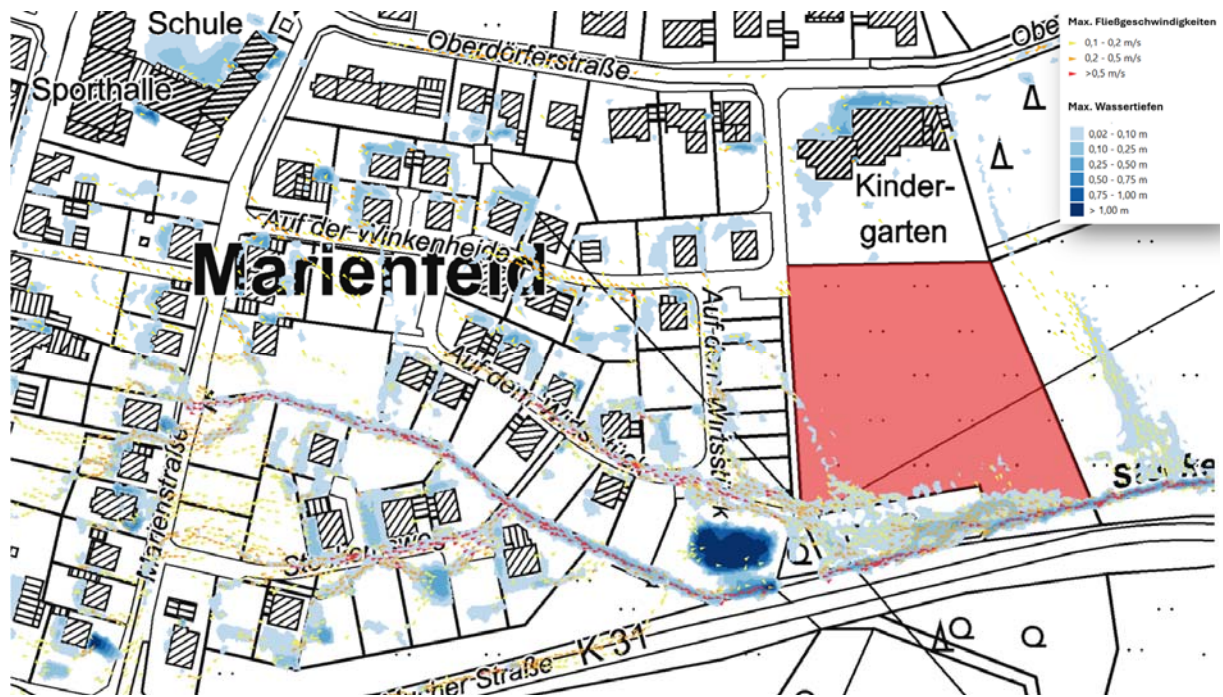 Schule
Sporthalle
Oberdörferstraße
Max. Fließgeschwindigkeiten
0,1 - 0,2 m/s
0,2 - 0,5 m/s
>0,5 m/s
Max. Wassertiefen
0,02 - 0,10 m
0,10 - 0,25 m
0,25 - 0,50 m
0,50 - 0,75 m
0,75 - 1,00 m
> 1,00 m
Kinder-
garten
Auf der Winkenheide
Marienfeld
Marienstraße
K 31